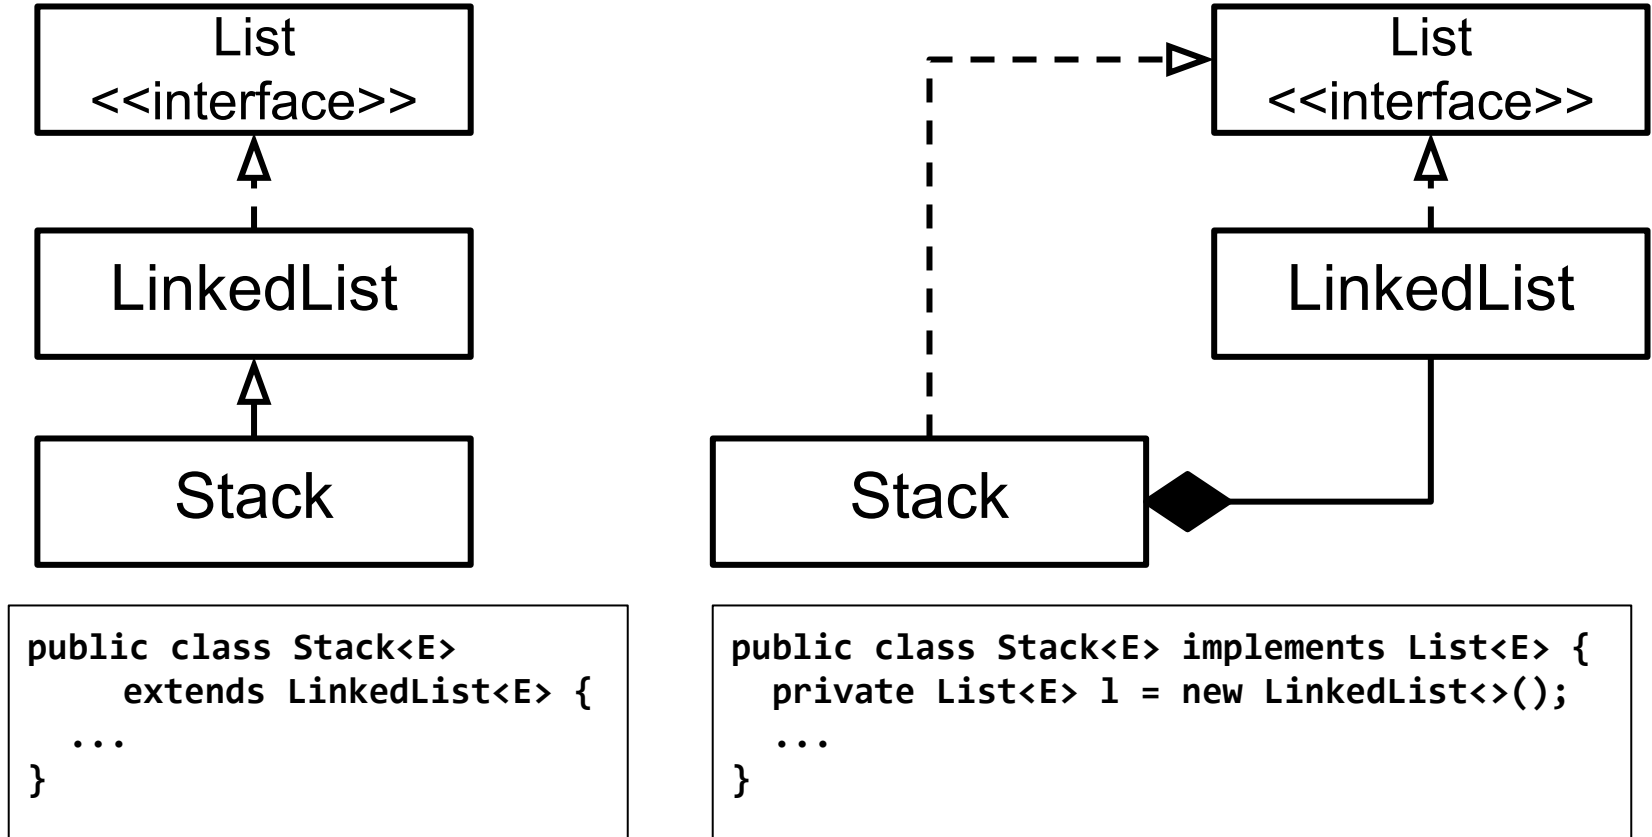 List
<<interface>>
LinkedList
Stack
public class Stack<E>
     extends LinkedList<E> {
  ...
}
List
<<interface>>
LinkedList
Stack
public class Stack<E> implements List<E> {
  private List<E> l = new LinkedList<>();
  ...
}